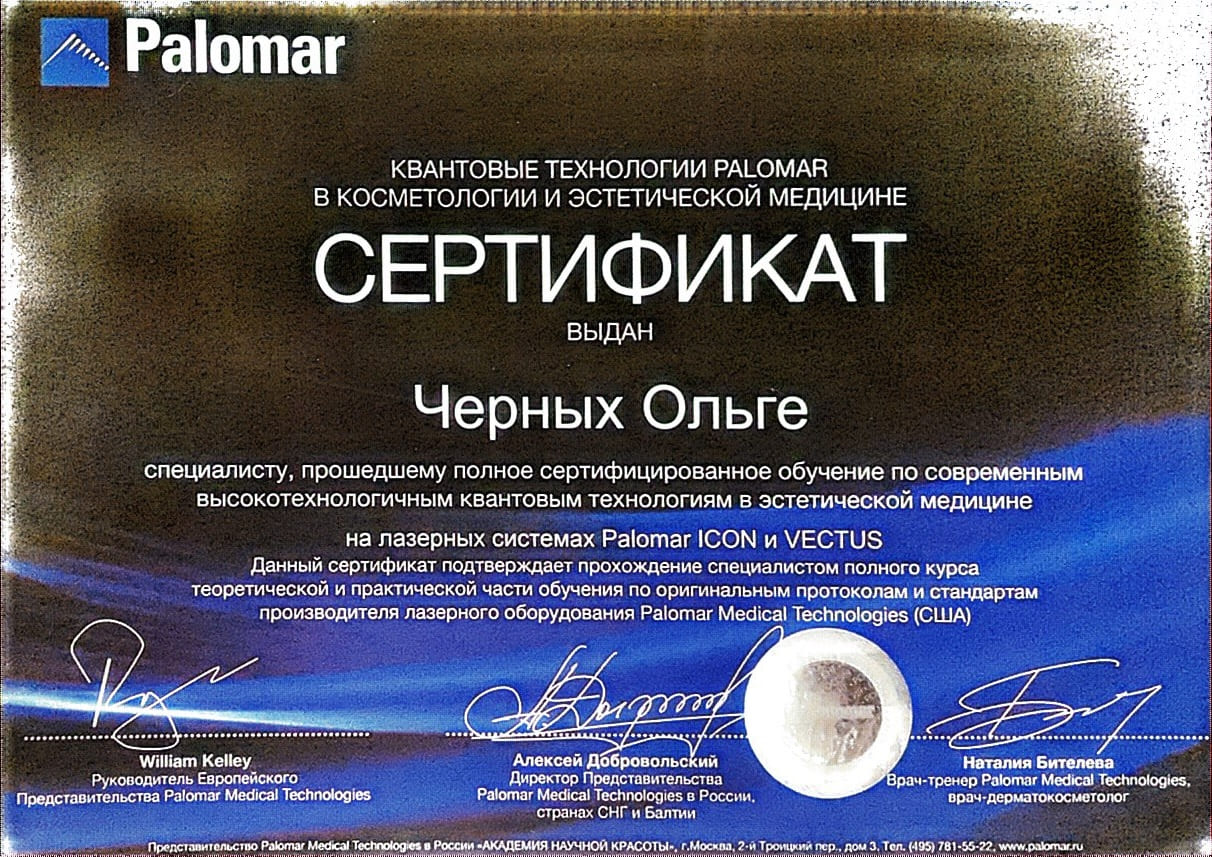 Palomar
КВАНТОВЫЕ ТЕХНОЛОГИИ PALOMAR
В КОСМЕТОЛОГИИ И ЭСТЕТИЧЕСКОЙ МЕДИЦИНЕ
СЕРТИФИКАТ
ВЫДАН
Черных Ольге
специалисту, прошедшему полное сертифицированное обучение по современным
высокотехнологичным квантовым технологиям в эстетической медицине
на лазерных системах Palomar ICON и VECTUS
Данный сертификат подтверждает прохождение специалистом полного курса
теоретической и практической части обучения по оригинальным протоколам и стандартам
производителя лазерного оборудования Palomar Medical Technologies (США)
William Kelley
Руководитель Европейского
Представительства Palomar Medical Technologies
Алексей Добровольский
Директор Представительства
Palomar Medical Technologies в России,
странах СНГ и Балтии
Наталия Бителева
Врач-тренер Palomar Medical Technologies,
врач-дерматокосметолог
Представительство Palomar Medical Technologies в России «АКАДЕМИЯ НАУЧНОЙ КРАСОТЫ», г.Москва, 2-й Троицкий пер., дом 3. Тел. (495) 781-55-22, www.palomar.ru